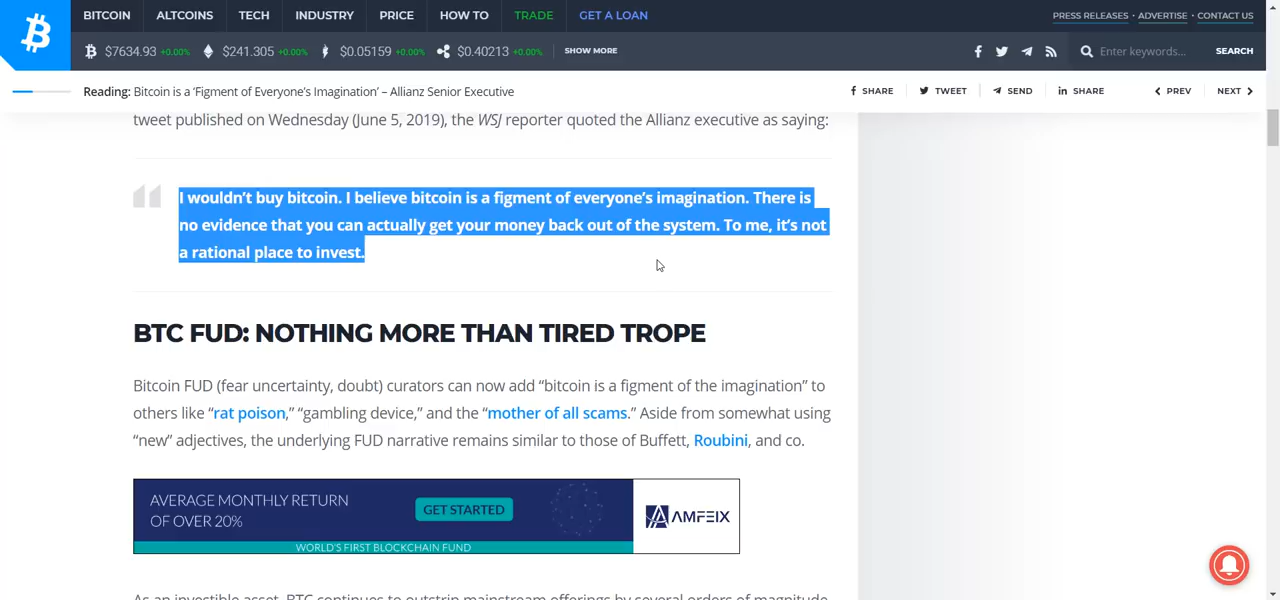 BITCOIN ALTCOINS TECH INDUSTRY PRICE HOW TO TRADE GET A LOAN PRESS RELEASES · ADVERTISE · CONTACT US
$7634.93 +0.00% $241.305 +0.00% $0.05159 +0.00% $0.40213 +0.00% SHOW MORE Enter keywords... SEARCH
Reading: Bitcoin is a ‘Figment of Everyone’s Imagination’ – Allianz Senior Executive SHARE TWEET SEND SHARE PREV NEXT
tweet published on Wednesday (June 5, 2019), the WSJ reporter quoted the Allianz executive as saying:
I wouldn’t buy bitcoin. I believe bitcoin is a figment of everyone’s imagination. There is
no evidence that you can actually get your money back out of the system. To me, it’s not
a rational place to invest.
BTC FUD: NOTHING MORE THAN TIRED TROPE
Bitcoin FUD (fear uncertainty, doubt) curators can now add “bitcoin is a figment of the imagination” to
others like “rat poison,” “gambling device,” and the “mother of all scams.” Aside from somewhat using
“new” adjectives, the underlying FUD narrative remains similar to those of Buffett, Roubini, and co.
AVERAGE MONTHLY RETURN
OF OVER 20%
GET STARTED
AMFEIX
WORLD'S FIRST BLOCKCHAIN FUND
As an investible asset, BTC continues to outstrip mainstream offerings by several orders of magnitude